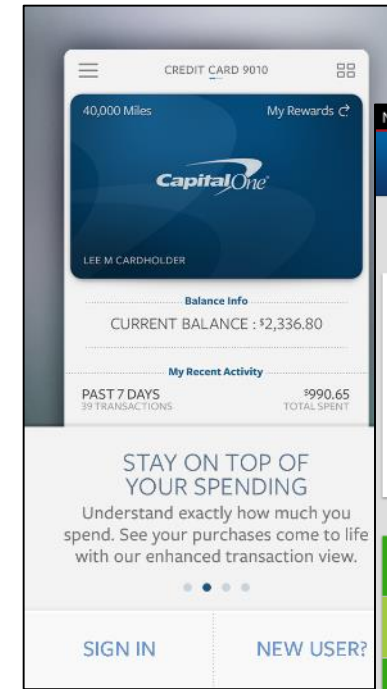 CREDIT CARD 9010
40,000 Miles My Rewards
CapitalOne
LEE M CARDHOLDER
Balance Info
CURRENT BALANCE : $2,336.80
My Recent Activity
PAST 7 DAYS $990.65
39 TRANSACTIONS TOTAL SPENT
STAY ON TOP OF
YOUR SPENDING
Understand exactly how much you
spend. See your purchases come to life
with our enhanced transaction view.
SIGN IN NEW USER?